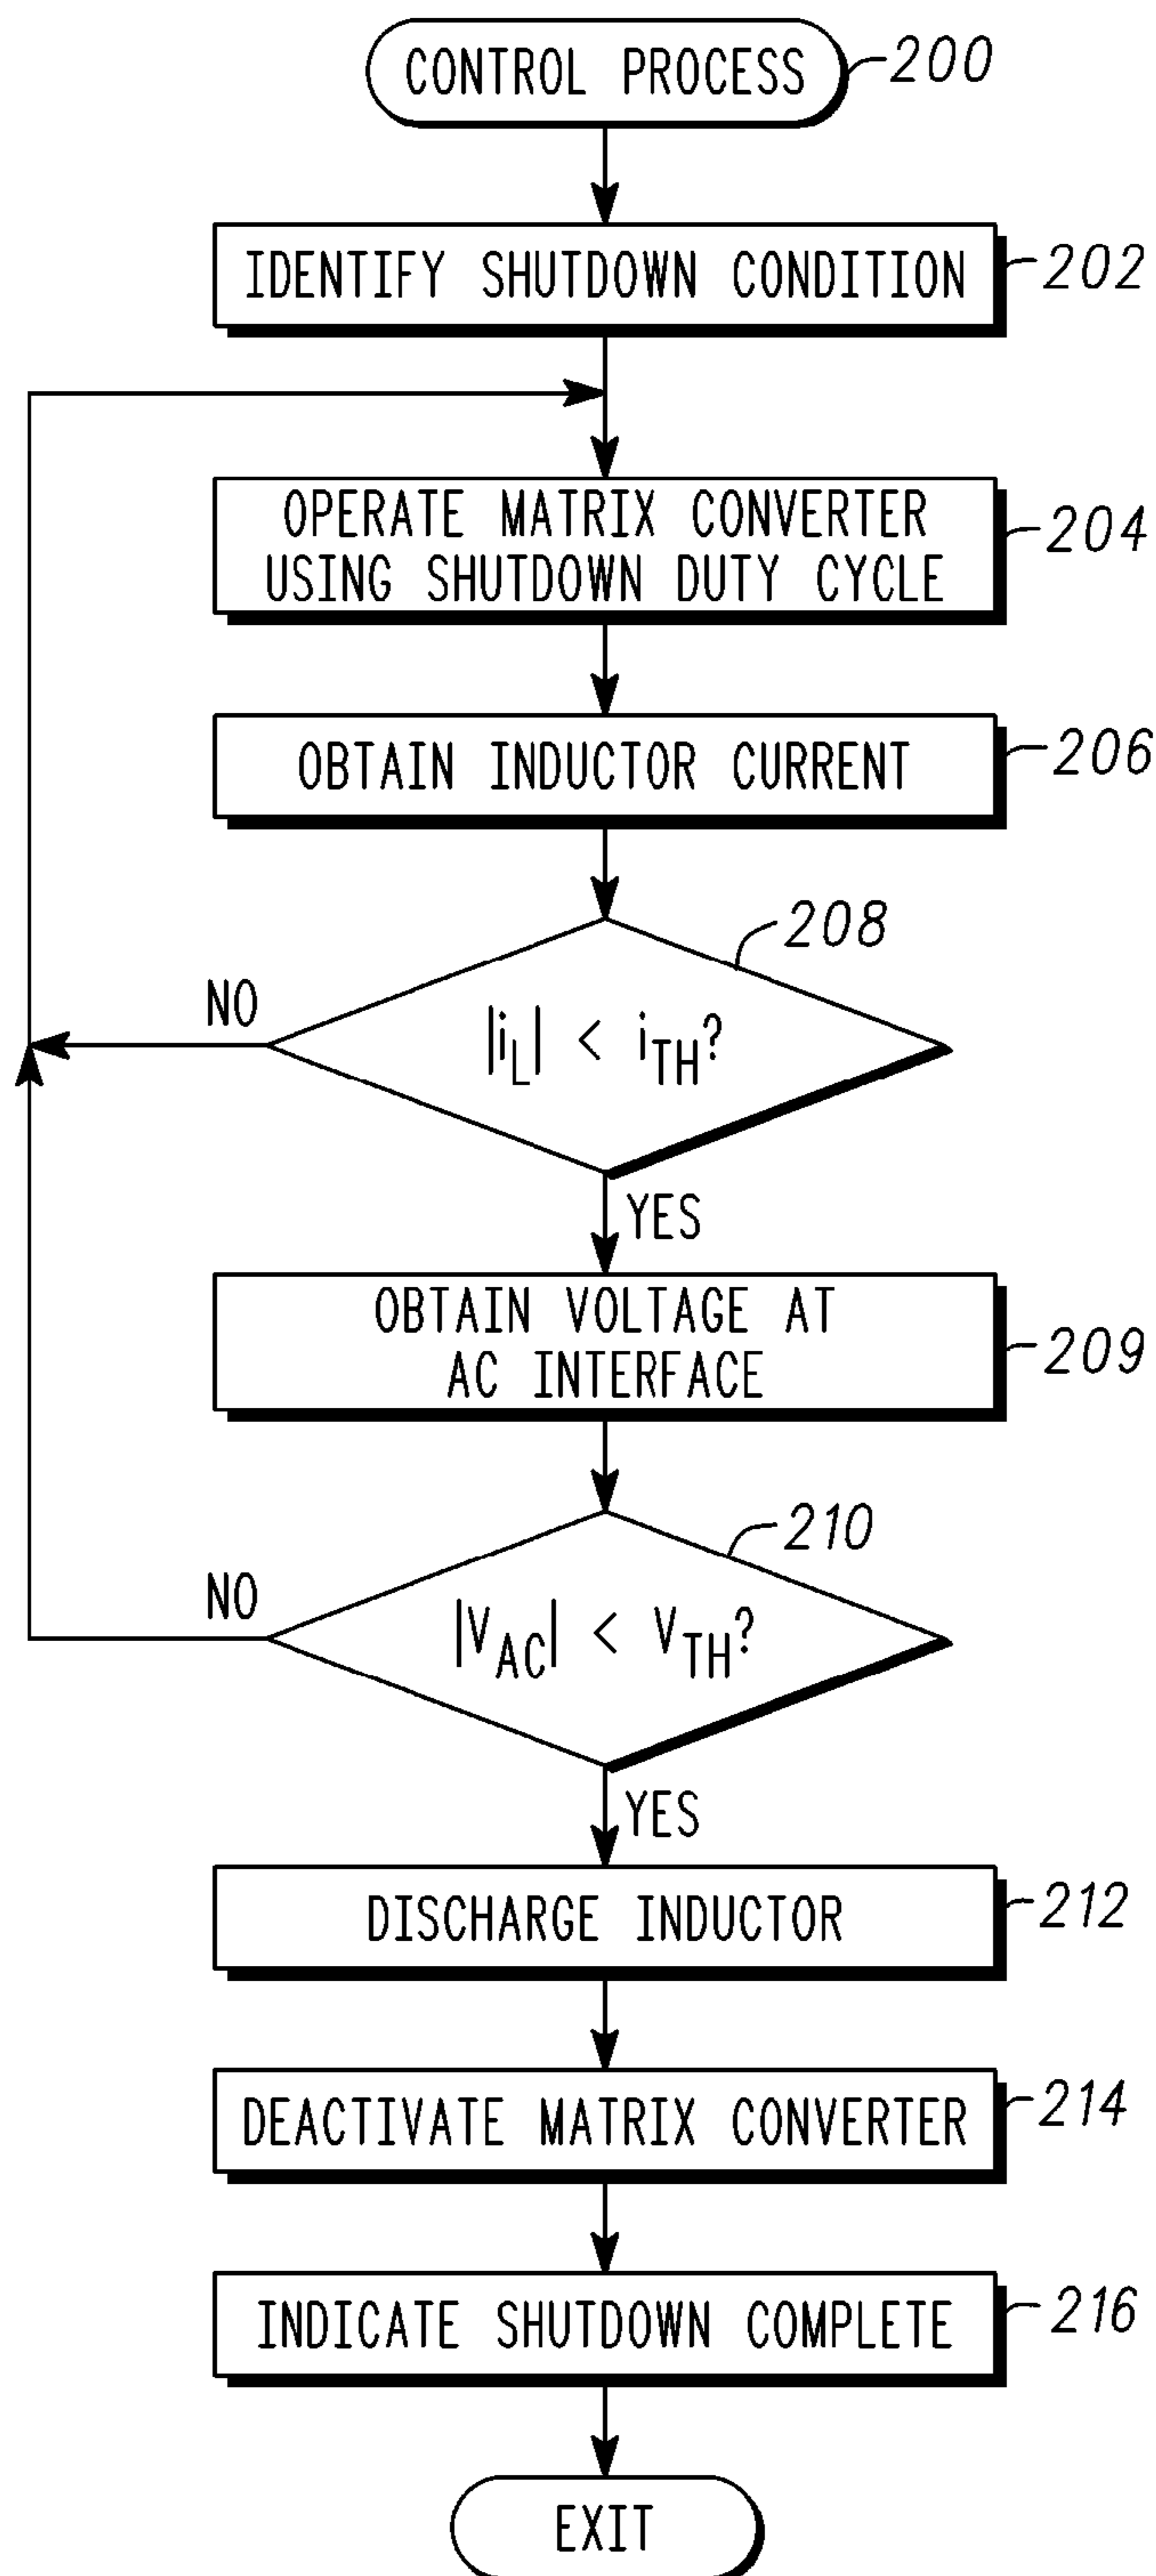 CONTROL PROCESS
200
IDENTIFY SHUTDOWN CONDITION
202
OPERATE MATRIX CONVERTER
USING SHUTDOWN DUTY CYCLE
204
OBTAIN INDUCTOR CURRENT
206
208
NO
|iL| < iTH?
YES
OBTAIN VOLTAGE AT
AC INTERFACE
209
210
NO
|VAC| < VTH?
YES
DISCHARGE INDUCTOR
212
DEACTIVATE MATRIX CONVERTER
214
INDICATE SHUTDOWN COMPLETE
216
EXIT